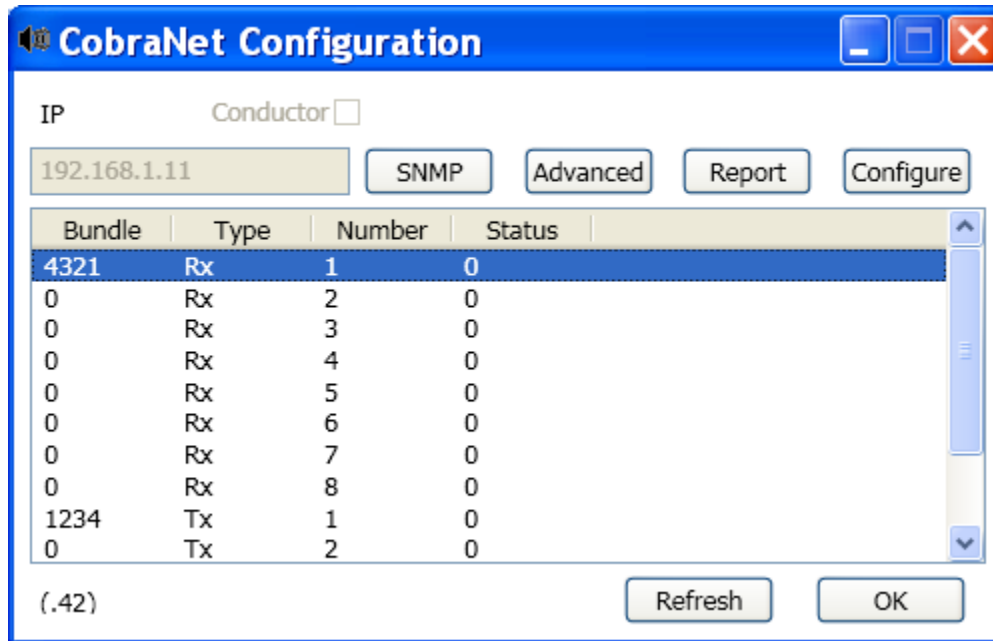 CobraNet Configuration
IP Conductor
192.168.1.11 SNMP Advanced Report Configure
Bundle Type Number Status
4321 Rx 1 0
0 Rx 2 0
0 Rx 3 0
0 Rx 4 0
0 Rx 5 0
0 Rx 6 0
0 Rx 7 0
0 Rx 8 0
1234 Tx 1 0
0 Tx 2 0
(.42) Refresh OK